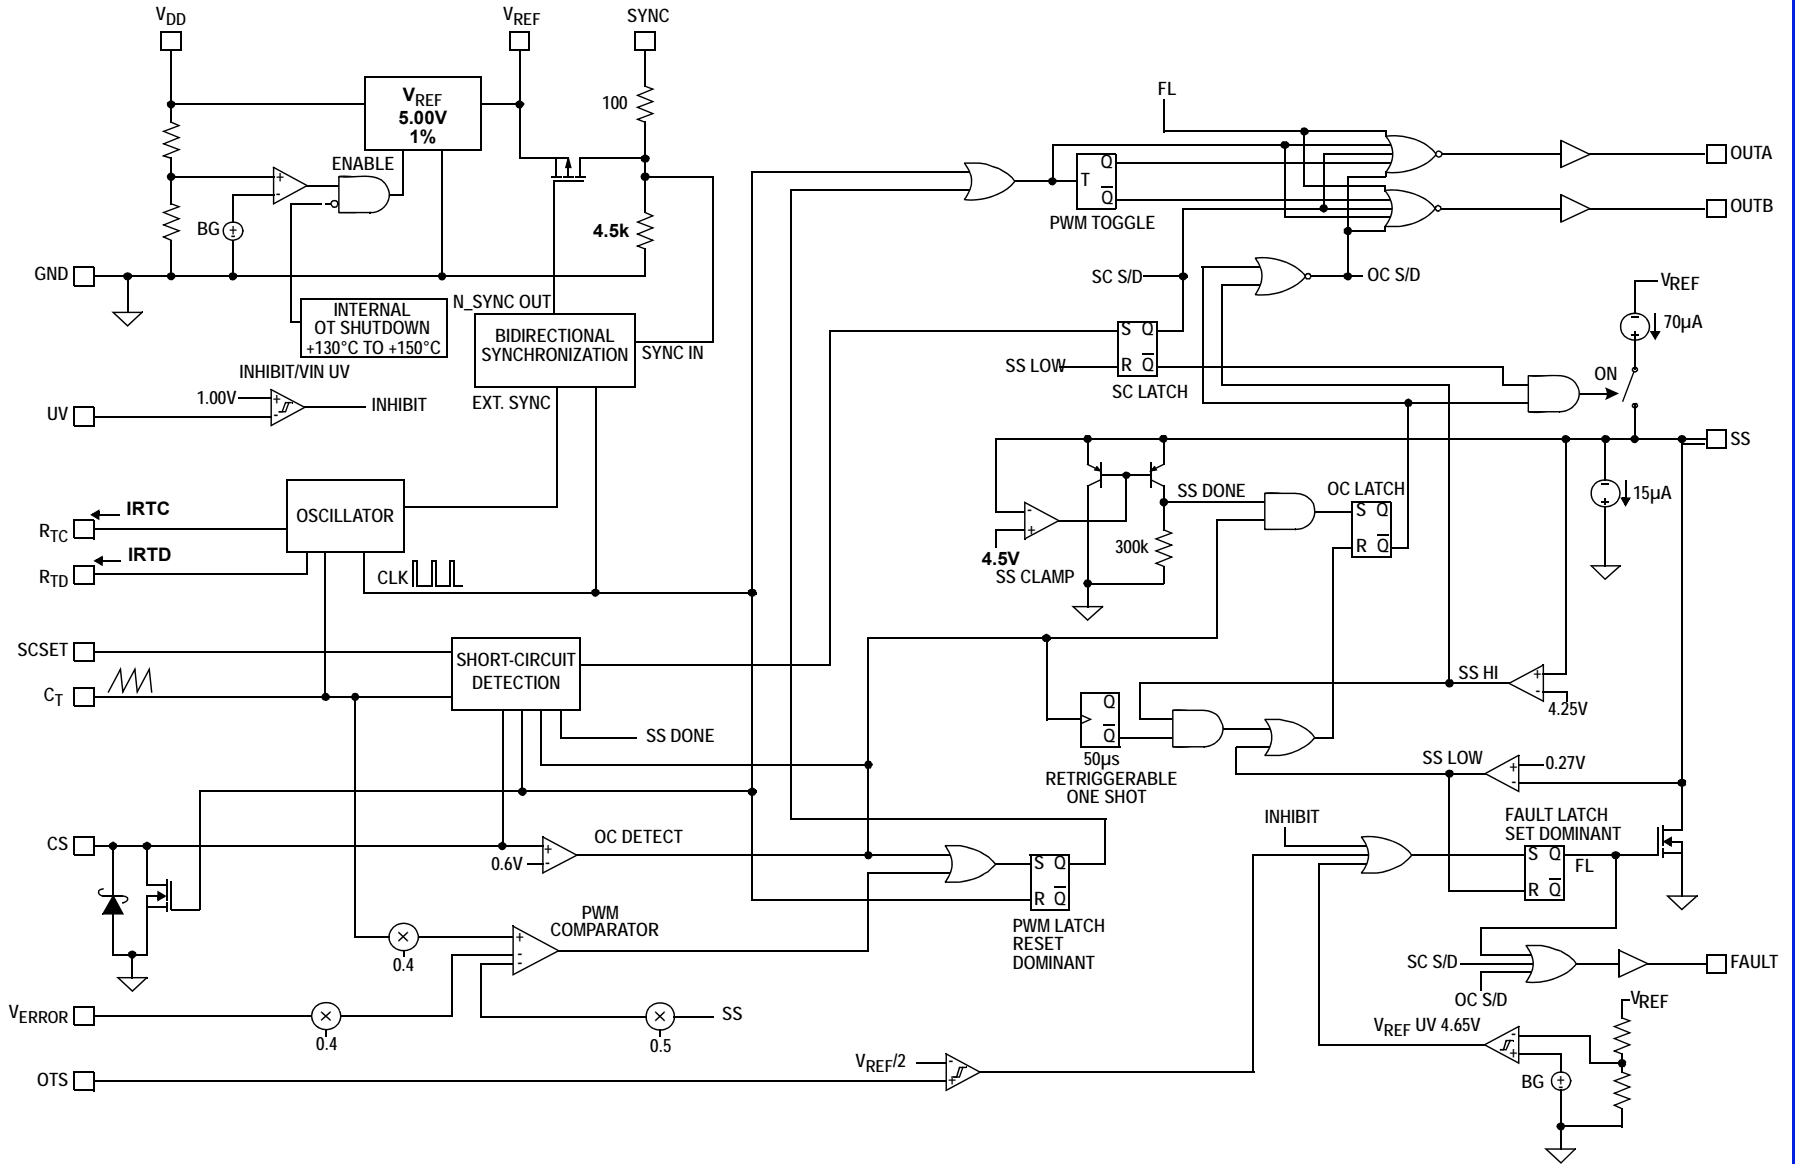 VDD
VREF
SYNC
VREF
5.00V
1%
100
ENABLE
BG
4.5k
GND
INTERNAL
OT SHUTDOWN
+130°C TO +150°C
N_SYNC OUT
BIDIRECTIONAL
SYNCHRONIZATION
SYNC IN
EXT. SYNC
INHIBIT/VIN UV
1.00V
INHIBIT
UV
IRTC
RTC
IRTD
RTD
OSCILLATOR
CLK
SCSET
CT
SHORT-CIRCUIT
DETECTION
SS DONE
CS
0.6V
OC DETECT
PWM
COMPARATOR
0.4
VERROR
0.4
0.5
SS
OTS
VREF/2
FL
T
Q
Q
PWM TOGGLE
OUTA
OUTB
SC S/D
OC S/D
S Q
R Q
SS LOW
SC LATCH
VREF
70µA
ON
SS
15µA
SS DONE
OC LATCH
S Q
R Q
300k
4.5V
SS CLAMP
SS HI
4.25V
Q
Q
50µs
RETRIGGERABLE
ONE SHOT
SS LOW
0.27V
INHIBIT
FAULT LATCH
SET DOMINANT
S Q
R Q
FL
S Q
R Q
PWM LATCH
RESET
DOMINANT
SC S/D
OC S/D
FAULT
VREF
VREF UV 4.65V
BG